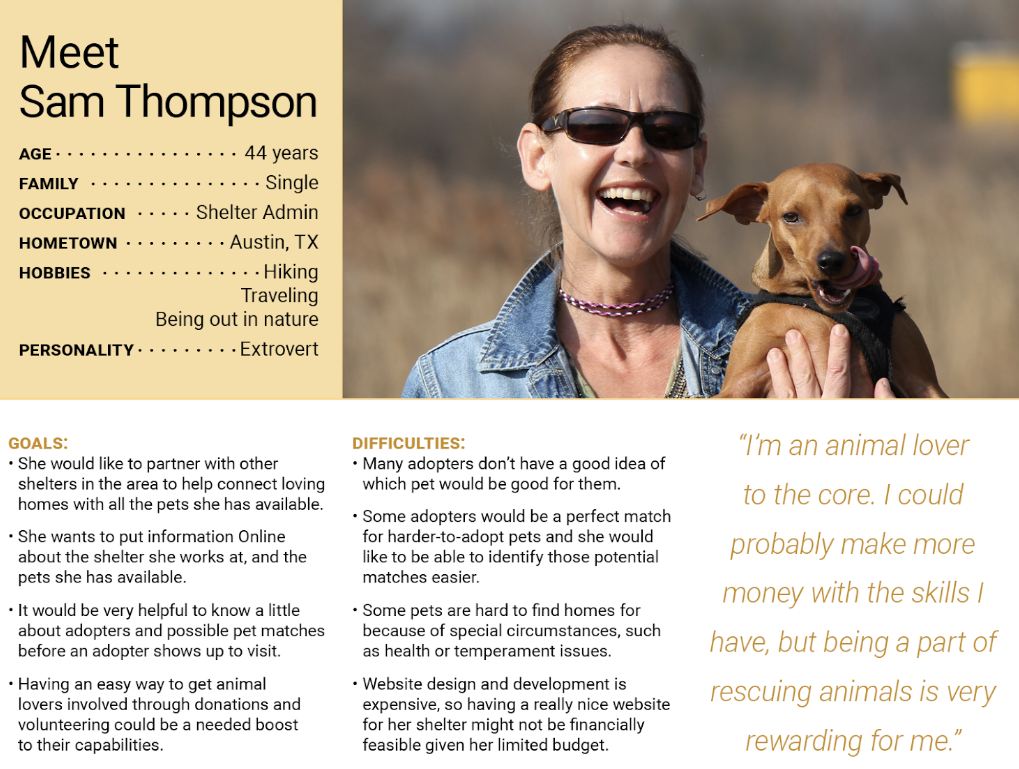 Meet
Sam Thompson
AGE · · · · · · · · · · · · · · · · 44 years
FAMILY · · · · · · · · · · · · · · · Single
OCCUPATION · · · · · Shelter Admin
HOMETOWN · · · · · · · · · Austin, TX
HOBBIES · · · · · · · · · · · · · · Hiking
Traveling
Being out in nature
PERSONALITY · · · · · · · · · Extrovert
GOALS:
• She would like to partner with other
shelters in the area to help connect loving
homes with all the pets she has available.
• She wants to put information Online
about the shelter she works at, and the
pets she has available.
• It would be very helpful to know a little
about adopters and possible pet matches
before an adopter shows up to visit.
• Having an easy way to get animal
lovers involved through donations and
volunteering could be a needed boost
to their capabilities.
DIFFICULTIES:
• Many adopters don’t have a good idea of
which pet would be good for them.
• Some adopters would be a perfect match
for harder-to-adopt pets and she would
like to be able to identify those potential
matches easier.
• Some pets are hard to find homes for
because of special circumstances, such
as health or temperament issues.
• Website design and development is
expensive, so having a really nice website
for her shelter might not be financially
feasible given her limited budget.
“I’m an animal lover
to the core. I could
probably make more
money with the skills I
have, but being a part of
rescuing animals is very
rewarding for me.”